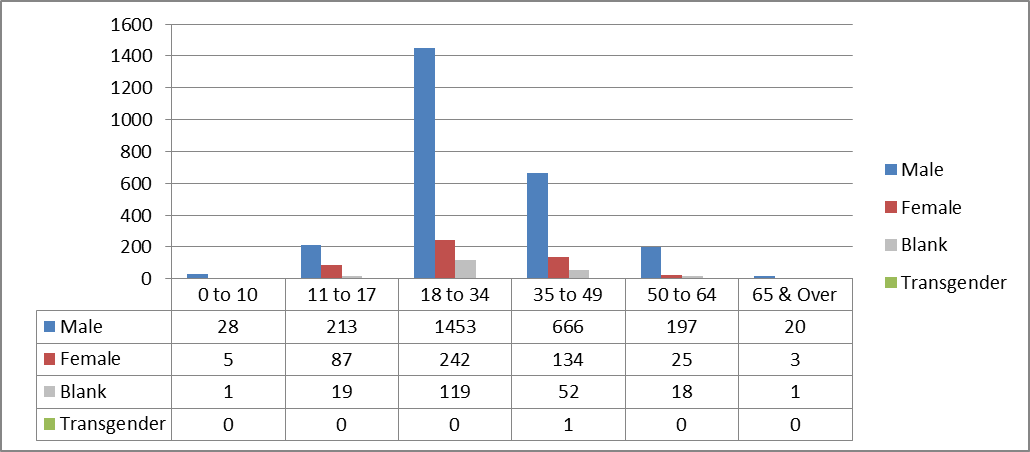 1600
1400
1200
1000
800
600
400
200
0
Male
Female
Blank
Transgender
0 to 10 11 to 17 18 to 34 35 to 49 50 to 64 65 & Over
Male 28 213 1453 666 197 20
Female 5 87 242 134 25 3
Blank 1 19 119 52 18 1
Transgender 0 0 0 1 0 0